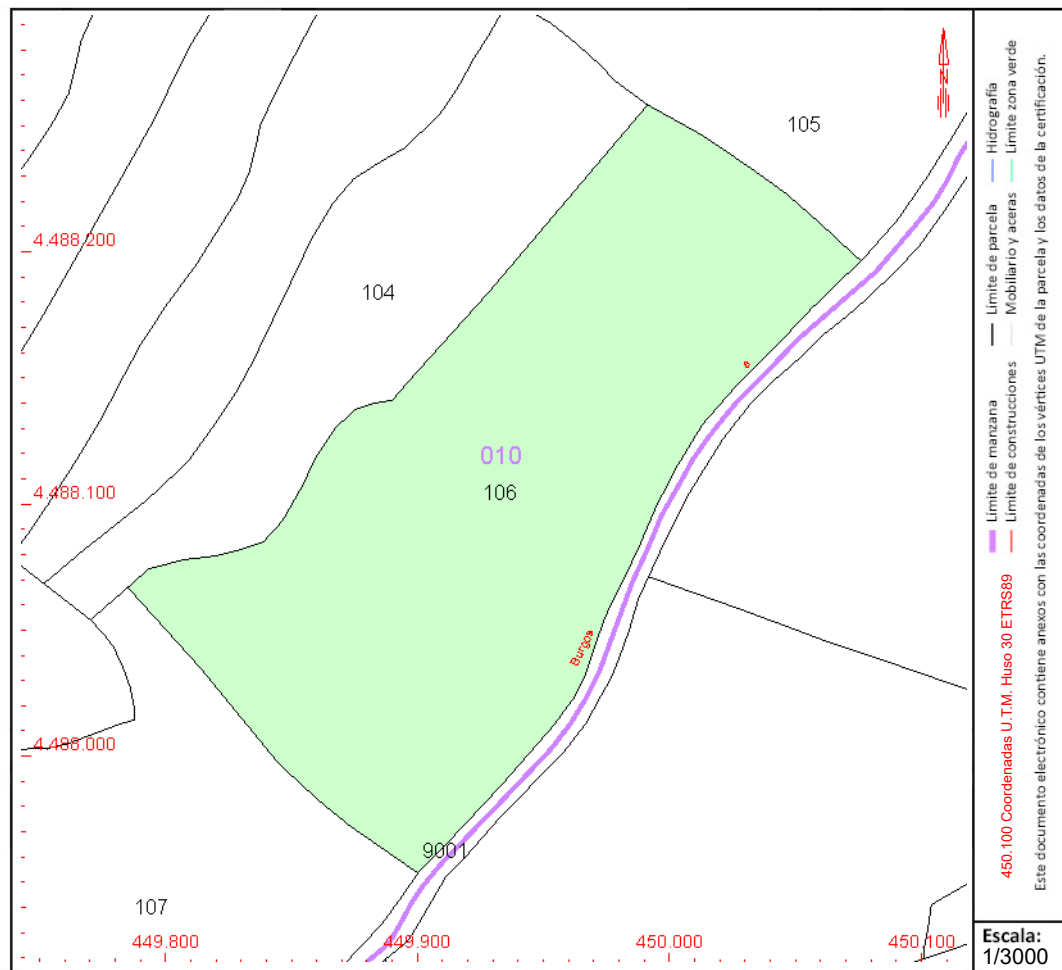 105
4.488.200
104
a
010
4.488.100
106
Burgoa
4.488.000
9001
107
449.800
449.900
450.000
450.100
N
Límite de manzana
Límite de parcela
Hidrografía
Límite de construcciones
Mobiliario y aceras
Límite zona verde
450.100 Coordenadas U.T.M. Huso 30 ETRS89
Este documento electrónico contiene anexos con las coordenadas de los vértices UTM de la parcela y los datos de la certificación.
Escala:
1/3000